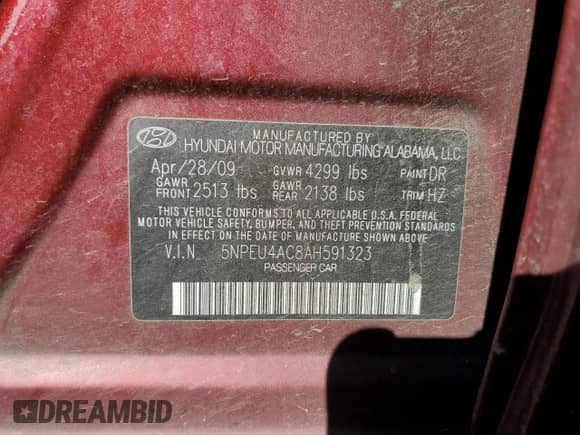 MANUFACTURED BY
HYUNDAI MOTOR MANUFACTURING ALABAMA, LLC.
Apr/28/09 GVWR 4299 lbs PAINT DR
GAWR FRONT 2513 lbs GAWR REAR 2138 lbs TRIM HZ
THIS VEHICLE CONFORMS TO ALL APPLICABLE U.S.A. FEDERAL
MOTOR VEHICLE SAFETY, BUMPER, AND THEFT PREVENTION STANDARDS
IN EFFECT ON THE DATE OF MANUFACTURE SHOWN ABOVE.
V.I.N. 5NPEU4AC8AH591323
PASSENGER CAR
DREAMBID